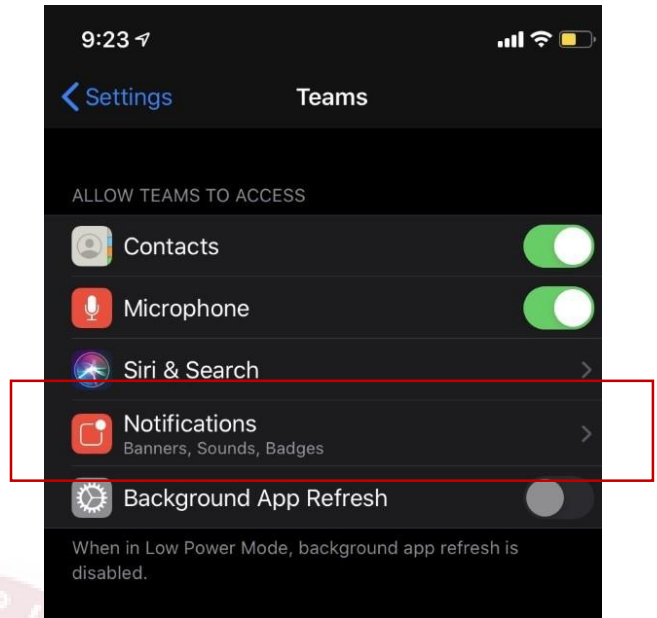 9:23
Settings
Teams
ALLOW TEAMS TO ACCESS
Contacts
Microphone
Siri & Search
Notifications
Banners, Sounds, Badges
Background App Refresh
When in Low Power Mode, background app refresh is
disabled.